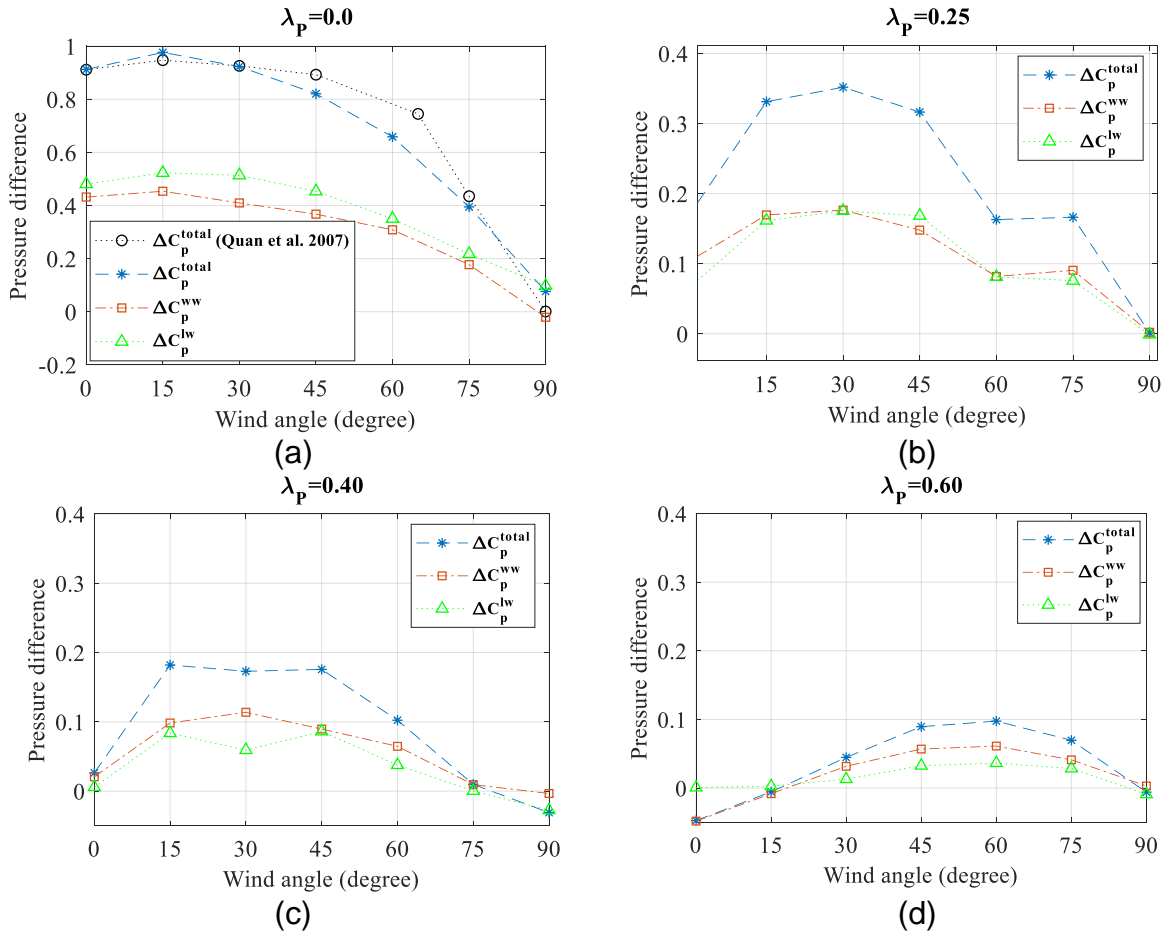 λP=0.0
1
0.8
0.6
0.4
0.2
0
-0.2
Pressure difference
ΔCp^total (Quan et al. 2007)
ΔCp^total
ΔCp^ww
ΔCp^lw
0 15 30 45 60 75 90
Wind angle (degree)
(a)
λP=0.25
0.4
0.3
0.2
0.1
0
Pressure difference
ΔCp^total
ΔCp^ww
ΔCp^lw
15 30 45 60 75 90
Wind angle (degree)
(b)
λP=0.40
0.4
0.3
0.2
0.1
0
Pressure difference
ΔCp^total
ΔCp^ww
ΔCp^lw
0 15 30 45 60 75 90
Wind angle (degree)
(c)
λP=0.60
0.4
0.3
0.2
0.1
0
Pressure difference
ΔCp^total
ΔCp^ww
ΔCp^lw
0 15 30 45 60 75 90
Wind angle (degree)
(d)